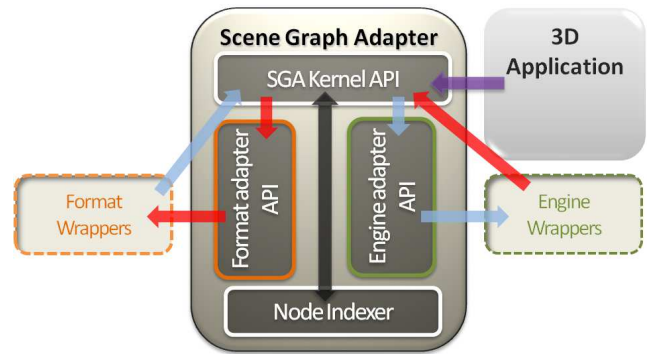 Scene Graph Adapter
SGA Kernel API
3D
Application
Format adapter
API
Engine adapter
API
Format
Wrappers
Engine
Wrappers
Node Indexer